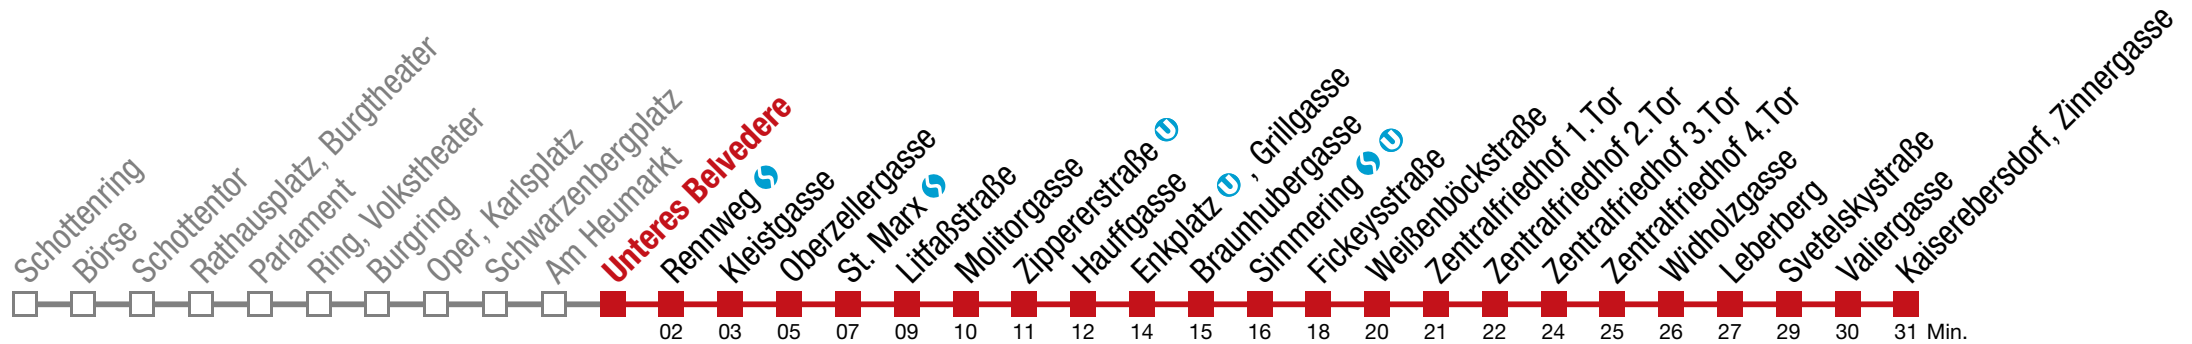 Schottenring
Börse
Schottentor
Rathausplatz, Burgtheater
Parlament
Ring, Volkstheater
Burgring
Oper, Karlsplatz
Schwarzenbergplatz
Am Heumarkt
Unteres Belvedere
Rennweg S
Kleistgasse
Oberzellergasse
St. Marx S
Litfaßstraße
Molitorgasse
Zippererstraße U
Hauffgasse
Enkplatz U, Grillgasse
Braunhubergasse
Simmering S U
Fickeysstraße
Weißenböckstraße
Zentralfriedhof 1.Tor
Zentralfriedhof 2.Tor
Zentralfriedhof 3.Tor
Zentralfriedhof 4.Tor
Widholzgasse
Leberberg
Svetelskystraße
Valiergasse
Kaiserebersdorf, Zinnergasse
02 03 05 07 09 10 11 12 14 15 16 18 20 21 22 24 25 26 27 29 30 31 Min.